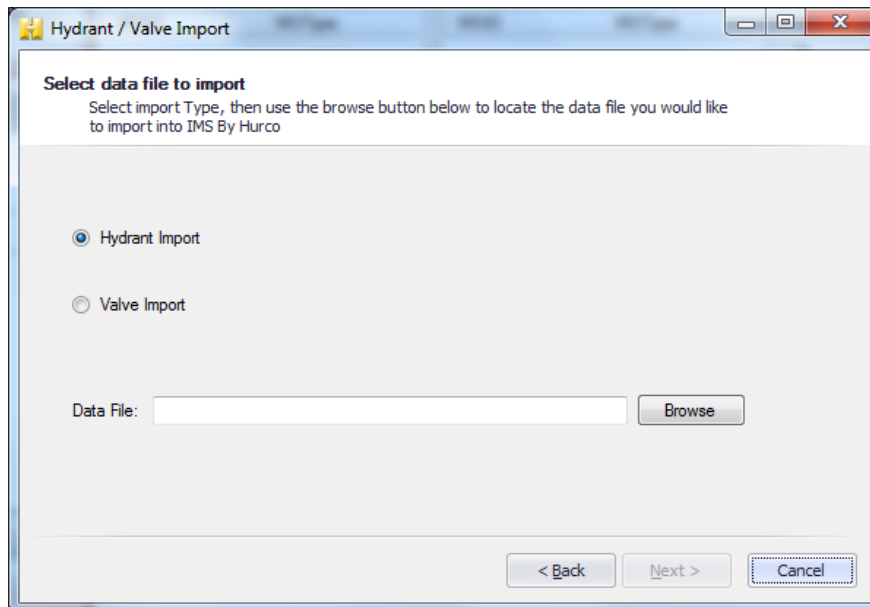 Hydrant / Valve Import
Select data file to import
Select import Type, then use the browse button below to locate the data file you would like
to import into IMS By Hurco
Hydrant Import
Valve Import
Data File:
Browse
< Back
Next >
Cancel